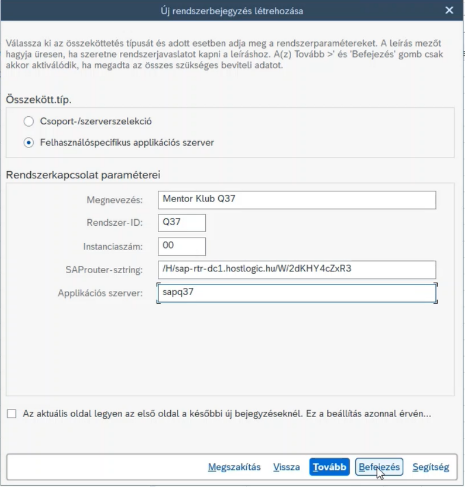 Új rendszerbejegyzés létrehozása
Válassza ki az összeköttetés típusát és adott esetben adja meg a rendszerparamétereket. A leírás mezőt
hagyja üresen, ha szeretne rendszerjavaslatot kapni a leíráshoz. A(z) Tovább >' és 'Befejezés' gomb csak
akkor aktiválódik, ha megadta az összes szükséges beviteli adatot.
Összekött.típ.
Csoport-/szerverszelekció
Felhasználóspecifikus applikációs szerver
Rendszerkapcsolat paraméterei
Megnevezés: Mentor Klub Q37
Rendszer-ID: Q37
Instanciaszám: 00
SAProuter-sztring: /H/sap-rtr-dc1.hostlogic.hu/W/2dKHY4cZxR3
Applikációs szerver: sapq37
Az aktuális oldal legyen az első oldal a későbbi új bejegyzéseknél. Ez a beállítás azonnal érvén...
Megszakítás Vissza Tovább Befejezés Segítség